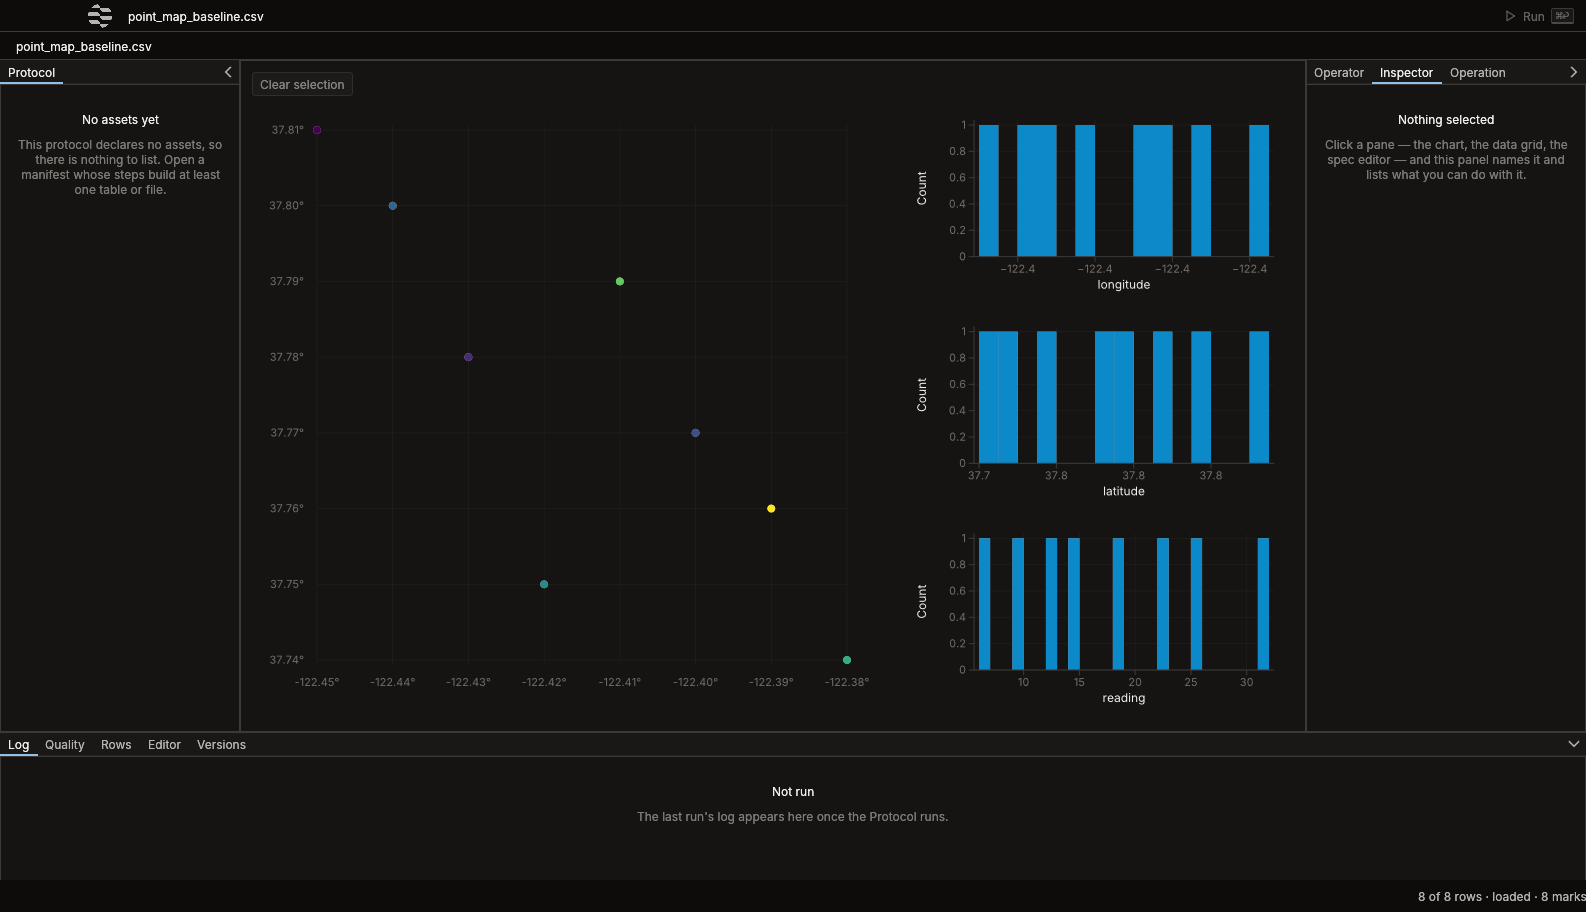 point_map_baseline.csv
Run
point_map_baseline.csv
Protocol
No assets yet
This protocol declares no assets, so
there is nothing to list. Open a
manifest whose steps build at least
one table or file.
Clear selection
37.81°
37.80°
37.79°
37.78°
37.77°
37.76°
37.75°
37.74°
-122.45°
-122.44°
-122.43°
-122.42°
-122.41°
-122.40°
-122.39°
-122.38°
Count
1
0.8
0.6
0.4
0.2
0
−122.4
−122.4
−122.4
−122.4
longitude
Count
1
0.8
0.6
0.4
0.2
0
37.7
37.8
37.8
37.8
latitude
Count
1
0.8
0.6
0.4
0.2
0
10
15
20
25
30
reading
Operator
Inspector
Operation
Nothing selected
Click a pane — the chart, the data grid, the
spec editor — and this panel names it and
lists what you can do with it.
Log
Quality
Rows
Editor
Versions
Not run
The last run's log appears here once the Protocol runs.
8 of 8 rows · loaded · 8 marks